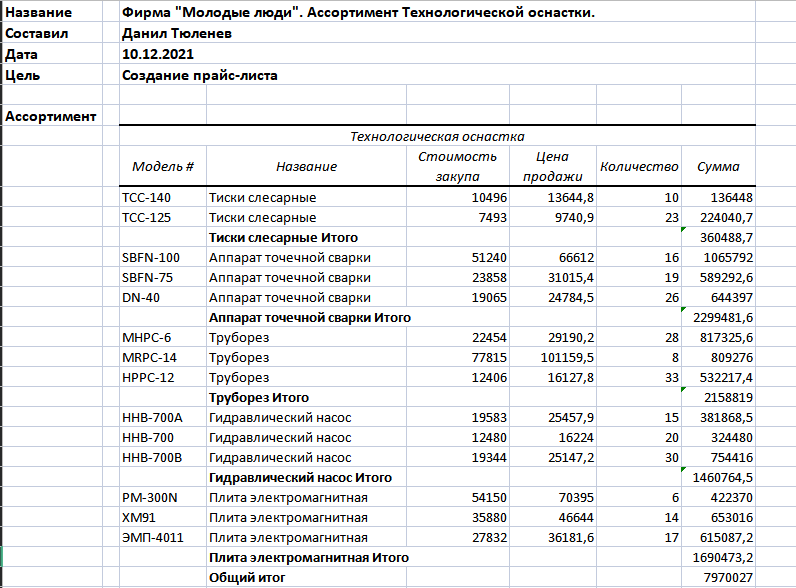 Название Фирма "Молодые люди". Ассортимент Технологической оснастки.
Составил Данил Тюленев
Дата 10.12.2021
Цель Создание прайс-листа
Ассортимент
Технологическая оснастка
Модель # Название Стоимость закупа Цена продажи Количество Сумма
ТСС-140 Тиски слесарные 10496 13644,8 10 136448
ТСС-125 Тиски слесарные 7493 9740,9 23 224040,7
Тиски слесарные Итого 360488,7
SBFN-100 Аппарат точечной сварки 51240 66612 16 1065792
SBFN-75 Аппарат точечной сварки 23858 31015,4 19 589292,6
DN-40 Аппарат точечной сварки 19065 24784,5 26 644397
Аппарат точечной сварки Итого 2299481,6
MHPC-6 Труборез 22454 29190,2 28 817325,6
MRPC-14 Труборез 77815 101159,5 8 809276
HPPC-12 Труборез 12406 16127,8 33 532217,4
Труборез Итого 2158819
HHB-700A Гидравлический насос 19583 25457,9 15 381868,5
HHB-700 Гидравлический насос 12480 16224 20 324480
HHB-700B Гидравлический насос 19344 25147,2 30 754416
Гидравлический насос Итого 1460764,5
PM-300N Плита электромагнитная 54150 70395 6 422370
XM91 Плита электромагнитная 35880 46644 14 653016
ЭМП-4011 Плита электромагнитная 27832 36181,6 17 615087,2
Плита электромагнитная Итого 1690473,2
Общий итог 7970027